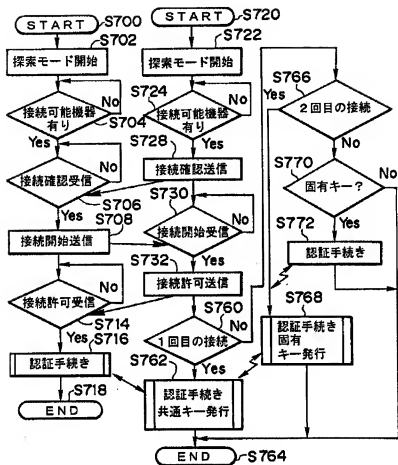 START
S700
S702
探索モード開始
No
接続可能機器
有り
S704
Yes
接続確認受信
No
S706
Yes
S708
接続開始送信
No
接続許可受信
S714
Yes
S716
認証手続き
S718
END
START
S720
S722
探索モード開始
S724
No
接続可能機器
有り
S728
Yes
接続確認送信
S730
接続開始受信
No
S732
Yes
接続許可送信
S760
No
1回目の接続
S762
Yes
認証手続き
共通キー発行
END
S764
S766
Yes
2回目の接続
No
S770
固有キー?
No
S772
Yes
認証手続き
S768
認証手続き
固有
キー発行